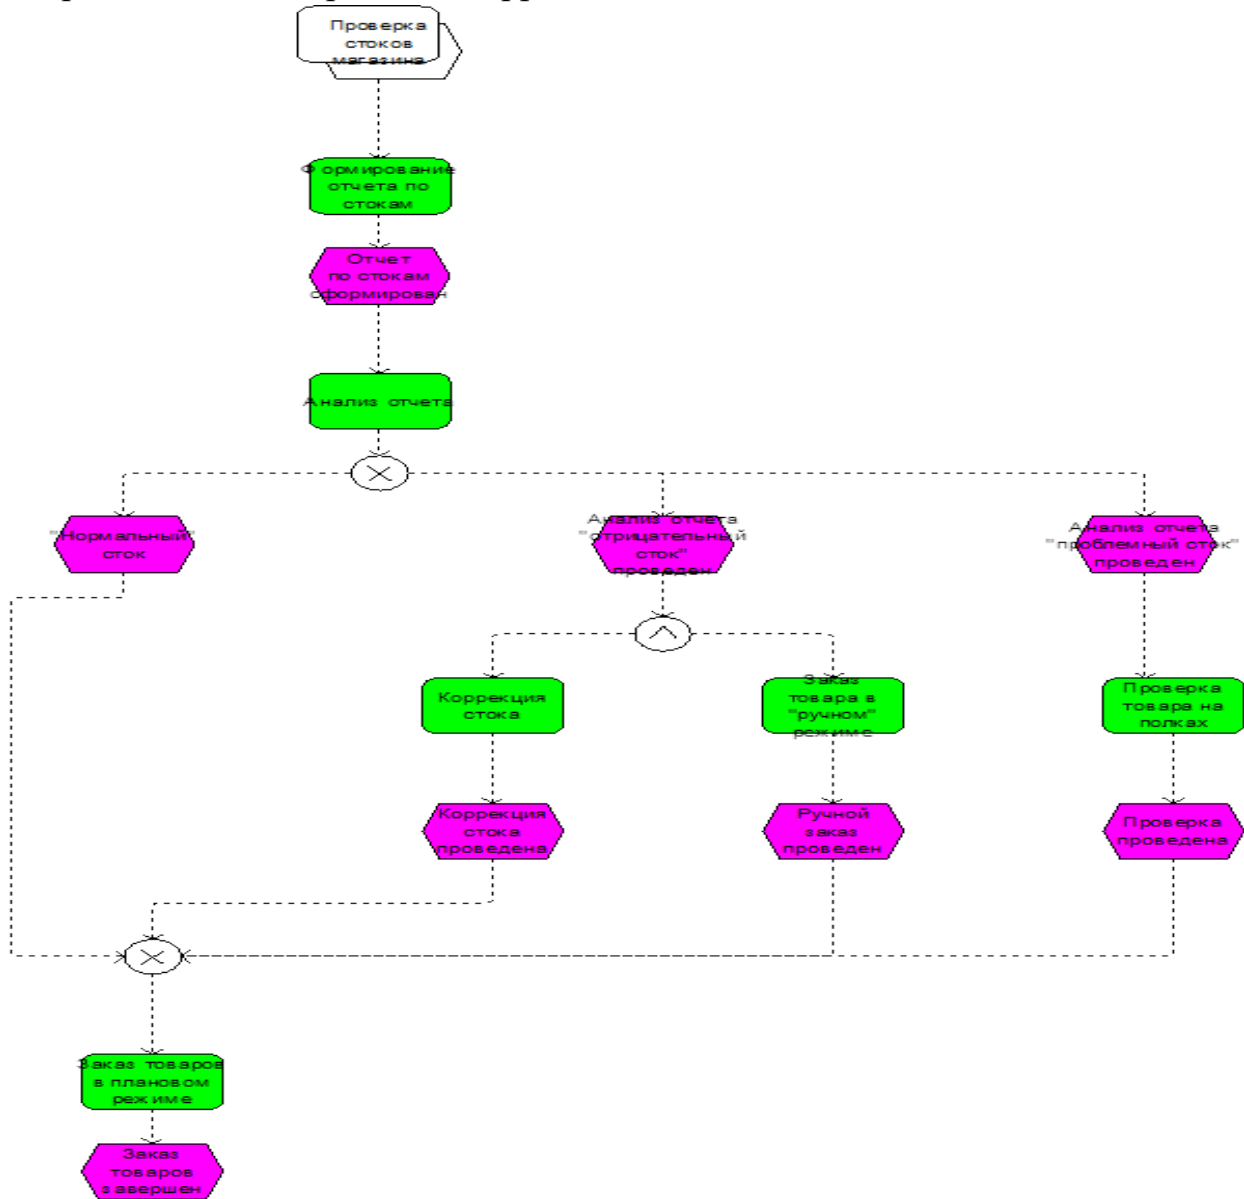 Проверка
стоков
магазина
Формирование
отчета по
стокам
Отчет
по стокам
сформирован
Анализ отчета
"Нормальный"
сток
Анализ отчета
"отрицательный
сток"
проведен
Анализ отчета
"проблемный сток"
проведен
Коррекция
стока
Заказ
товара в
"ручном"
режиме
Проверка
товара на
полках
Коррекция
стока
проведена
Ручной
заказ
проведен
Проверка
проведена
Заказ товаров
в плановом
режиме
Заказ
товаров
завершен